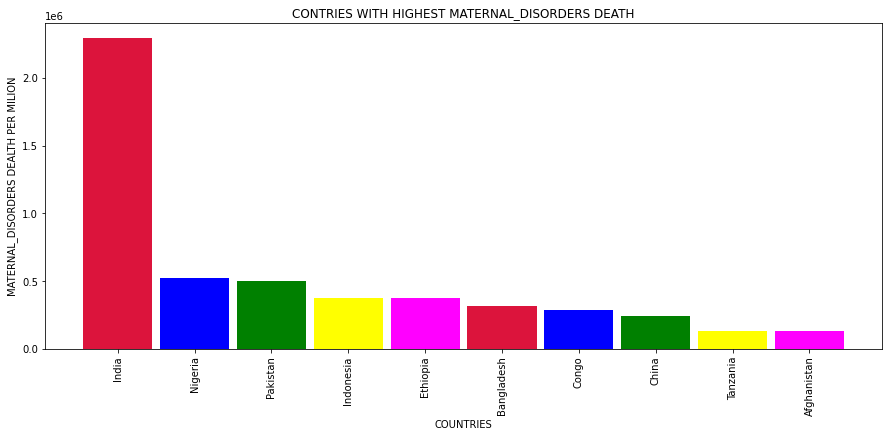 CONTRIES WITH HIGHEST MATERNAL_DISORDERS DEATH
1e6
2.0
1.5
1.0
0.5
0.0
MATERNAL_DISORDERS DEALTH PER MILION
India
Nigeria
Pakistan
Indonesia
Ethiopia
Bangladesh
Congo
China
Tanzania
Afghanistan
COUNTRIES